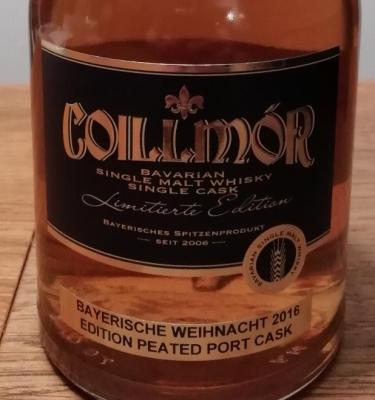 COILLMÓR
BAVARIAN
SINGLE MALT WHISKY
SINGLE CASK
Limitierte Edition
BAYERISCHES SPITZENPRODUKT
SEIT 2006
BAVARIAN SINGLE MALT WHISKY
BAYERISCHE WEIHNACHT 2016
EDITION PEATED PORT CASK